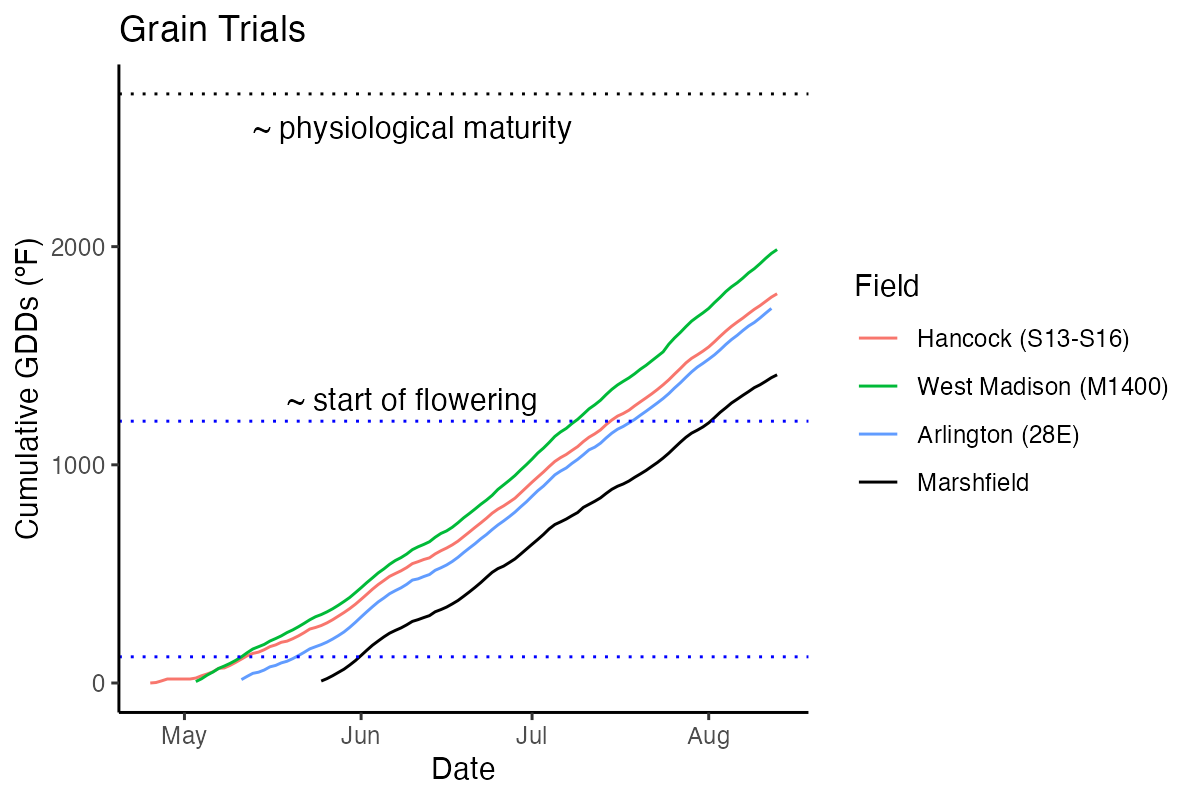 Grain Trials
~ physiological maturity
~ start of flowering
Cumulative GDDs (°F)
2000
1000
0
May
Jun
Jul
Aug
Date
Field
Hancock (S13-S16)
West Madison (M1400)
Arlington (28E)
Marshfield